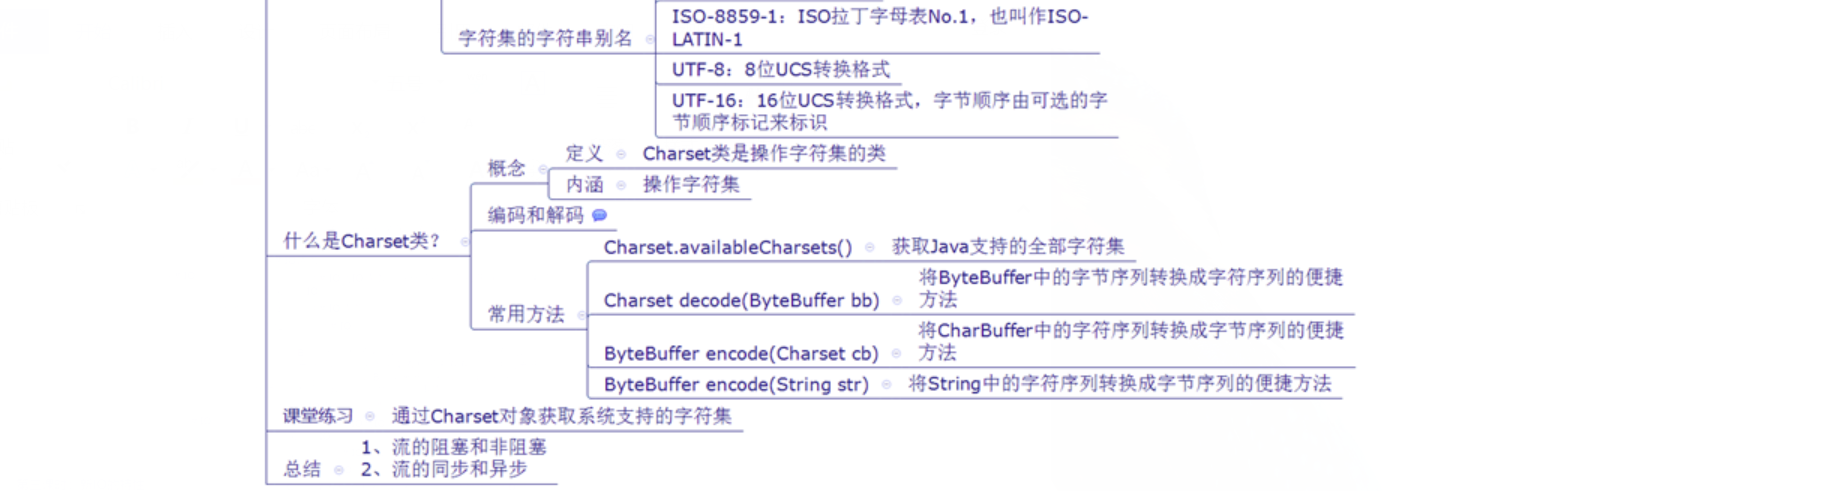 ISO-8859-1：ISO拉丁字母表No.1，也叫作ISO-
LATIN-1
字符集的字符串别名
UTF-8：8位UCS转换格式
UTF-16：16位UCS转换格式，字节顺序由可选的字
节顺序标记来标识
定义
Charset类是操作字符集的类
概念
内涵
操作字符集
编码和解码
什么是Charset类？
Charset.availableCharsets()
获取Java支持的全部字符集
将ByteBuffer中的字节序列转换成字符序列的便捷
方法
Charset decode(ByteBuffer bb)
常用方法
将CharBuffer中的字符序列转换成字节序列的便捷
方法
ByteBuffer encode(Charset cb)
ByteBuffer encode(String str)
将String中的字符序列转换成字节序列的便捷方法
课堂练习
通过Charset对象获取系统支持的字符集
1、流的阻塞和非阻塞
总结
2、流的同步和异步